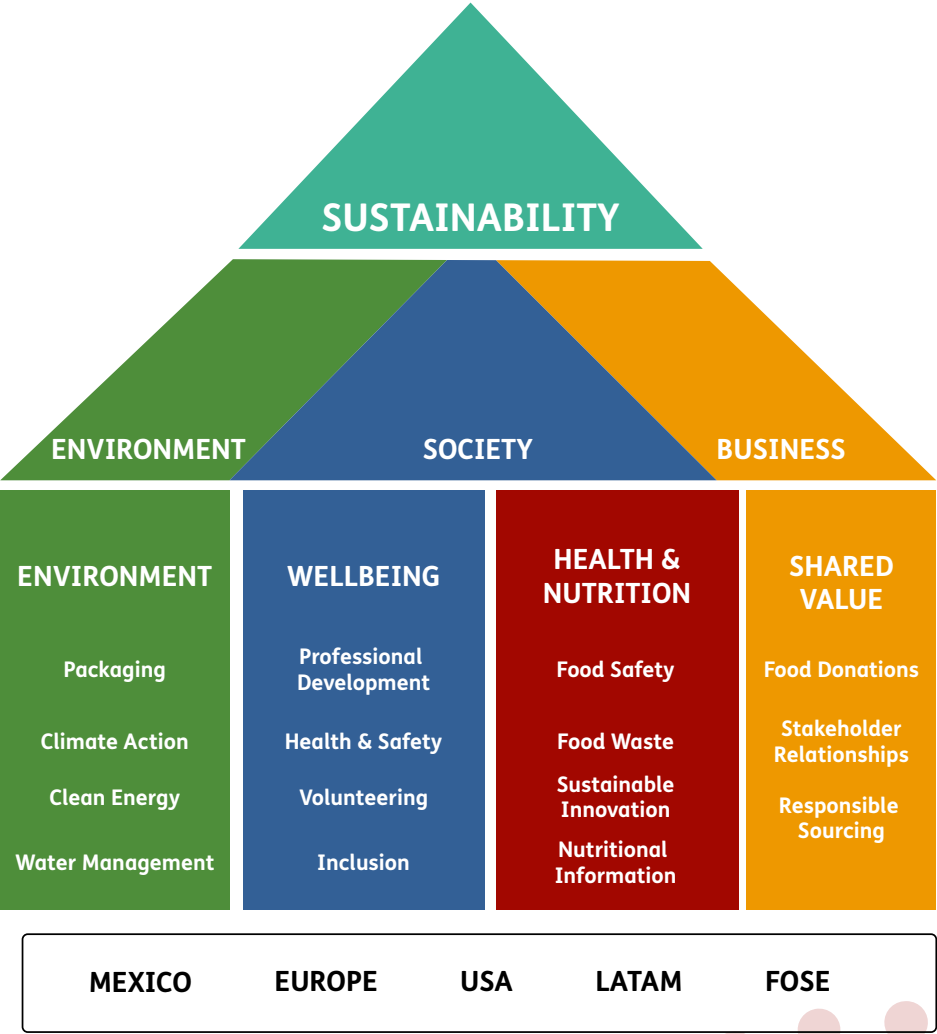 SUSTAINABILITY
ENVIRONMENT
SOCIETY
BUSINESS
ENVIRONMENT
Packaging
Climate Action
Clean Energy
Water Management
WELLBEING
Professional
Development
Health & Safety
Volunteering
Inclusion
HEALTH &
NUTRITION
Food Safety
Food Waste
Sustainable
Innovation
Nutritional
Information
SHARED
VALUE
Food Donations
Stakeholder
Relationships
Responsible
Sourcing
MEXICO EUROPE USA LATAM FOSE